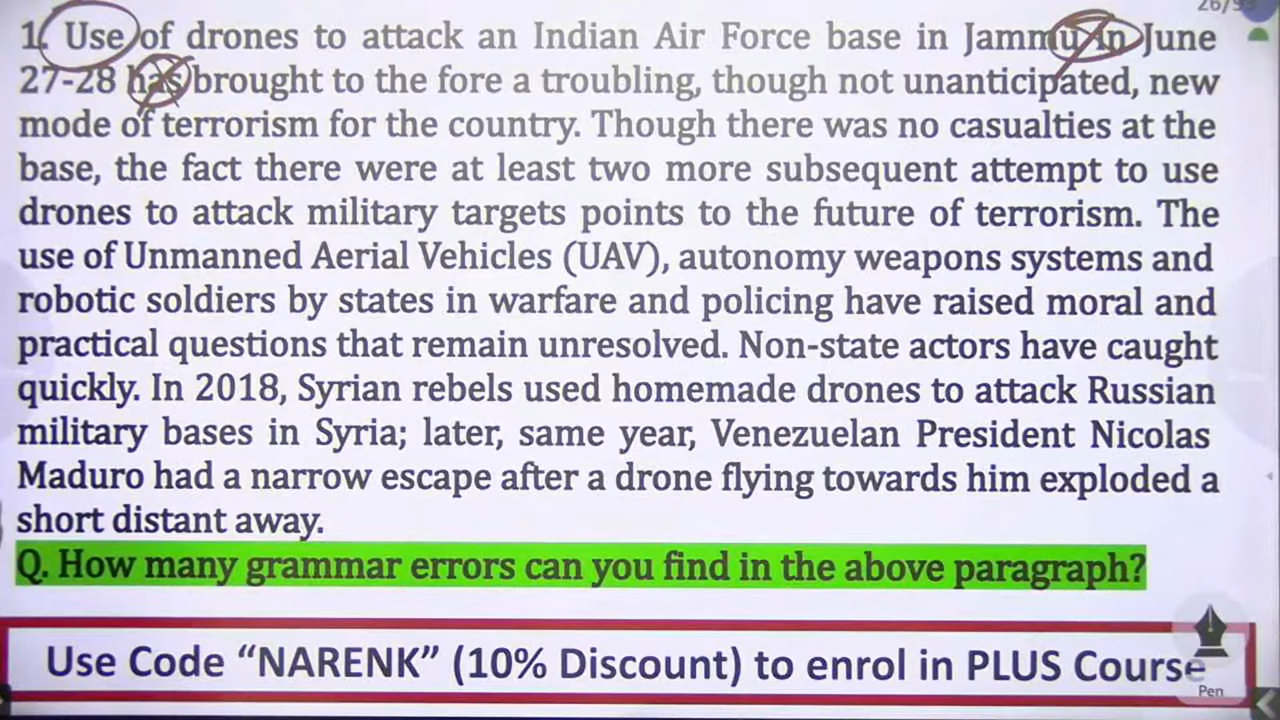 26/93
1. Use of drones to attack an Indian Air Force base in Jammu in June
27-28 has brought to the fore a troubling, though not unanticipated, new
mode of terrorism for the country. Though there was no casualties at the
base, the fact there were at least two more subsequent attempt to use
drones to attack military targets points to the future of terrorism. The
use of Unmanned Aerial Vehicles (UAV), autonomy weapons systems and
robotic soldiers by states in warfare and policing have raised moral and
practical questions that remain unresolved. Non-state actors have caught
quickly. In 2018, Syrian rebels used homemade drones to attack Russian
military bases in Syria; later, same year, Venezuelan President Nicolas
Maduro had a narrow escape after a drone flying towards him exploded a
short distant away.
Q. How many grammar errors can you find in the above paragraph?
Use Code “NARENK” (10% Discount) to enrol in PLUS Course
Pen